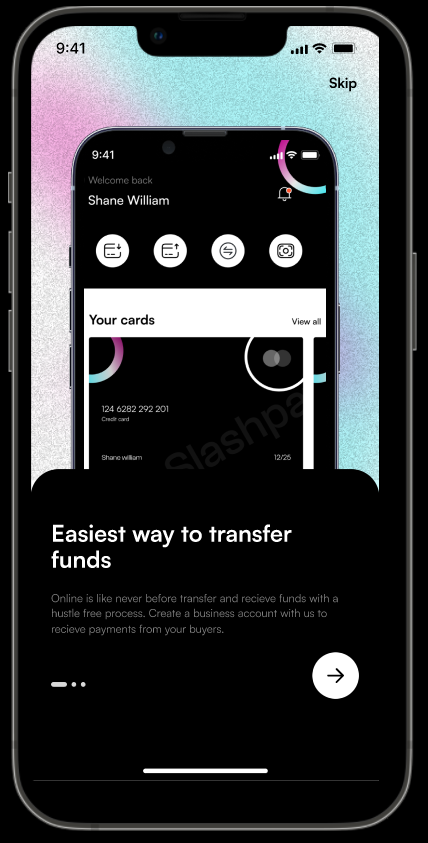 9:41
Skip
9:41
Welcome back
Shane William
Your cards
View all
124 6282 292 201
Credit card
Slashpa
Shane william
12/25
Easiest way to transfer
funds
Online is like never before transfer and recieve funds with a
hustle free process. Create a business account with us to
recieve payments from your buyers.